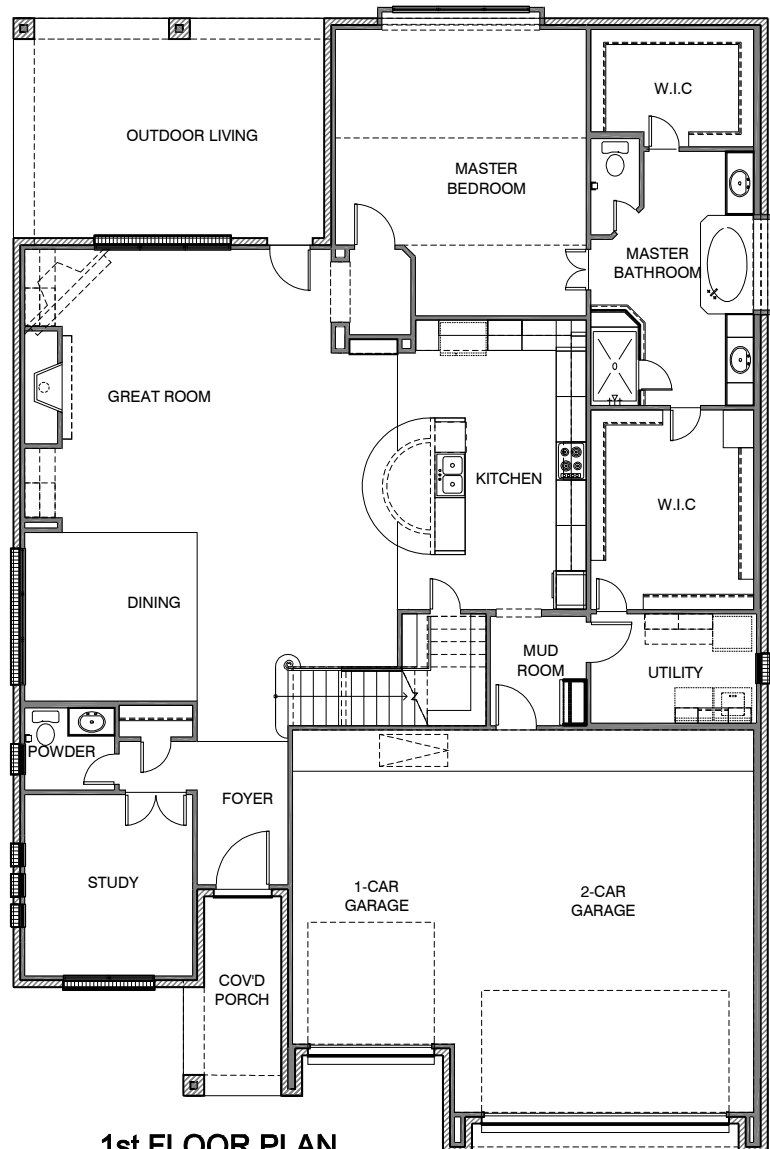 W.I.C
OUTDOOR LIVING
MASTER
BEDROOM
MASTER
BATHROOM
GREAT ROOM
KITCHEN
W.I.C
DINING
MUD
ROOM
UTILITY
POWDER
FOYER
STUDY
1-CAR
GARAGE
2-CAR
GARAGE
COV'D
PORCH
1st FLOOR PLAN